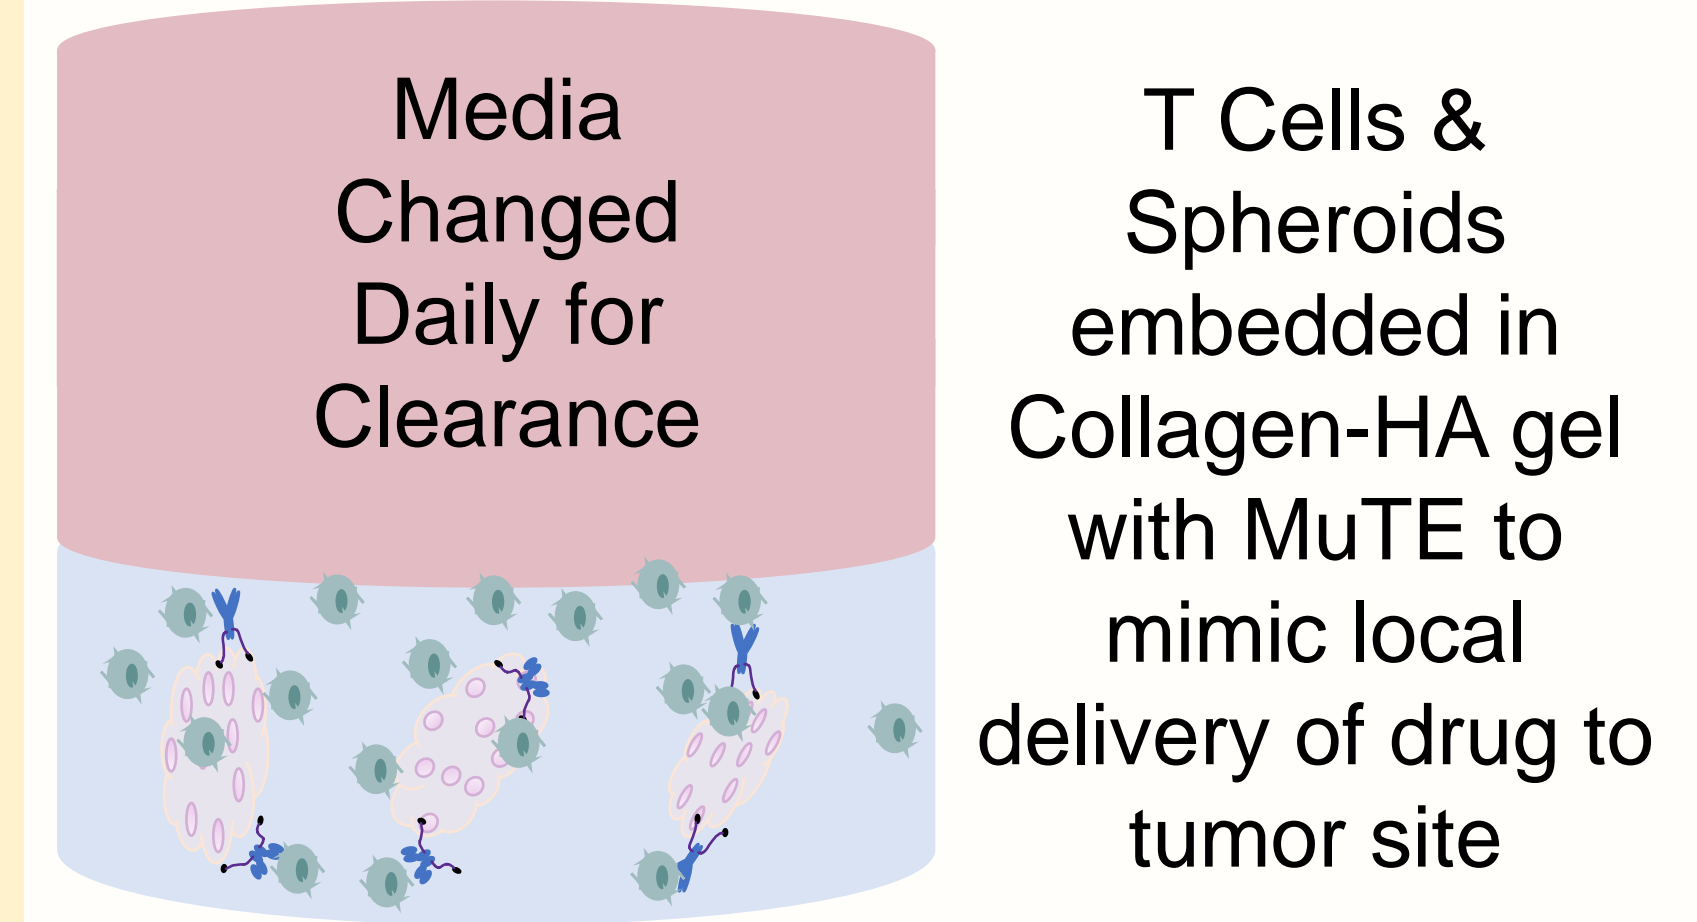 Media
Changed
Daily for
Clearance
T Cells &
Spheroids
embedded in
Collagen-HA gel
with MuTE to
mimic local
delivery of drug to
tumor site